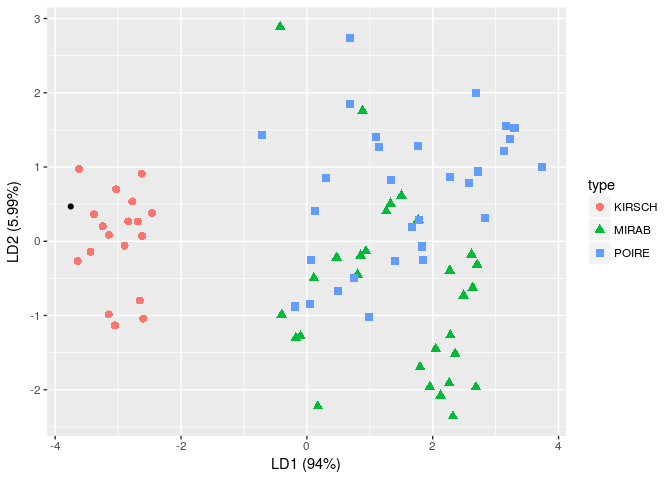 3
2
1
0
-1
-2
LD2 (5.99%)
-4
-2
0
2
4
LD1 (94%)
type
KIRSCH
MIRAB
POIRE